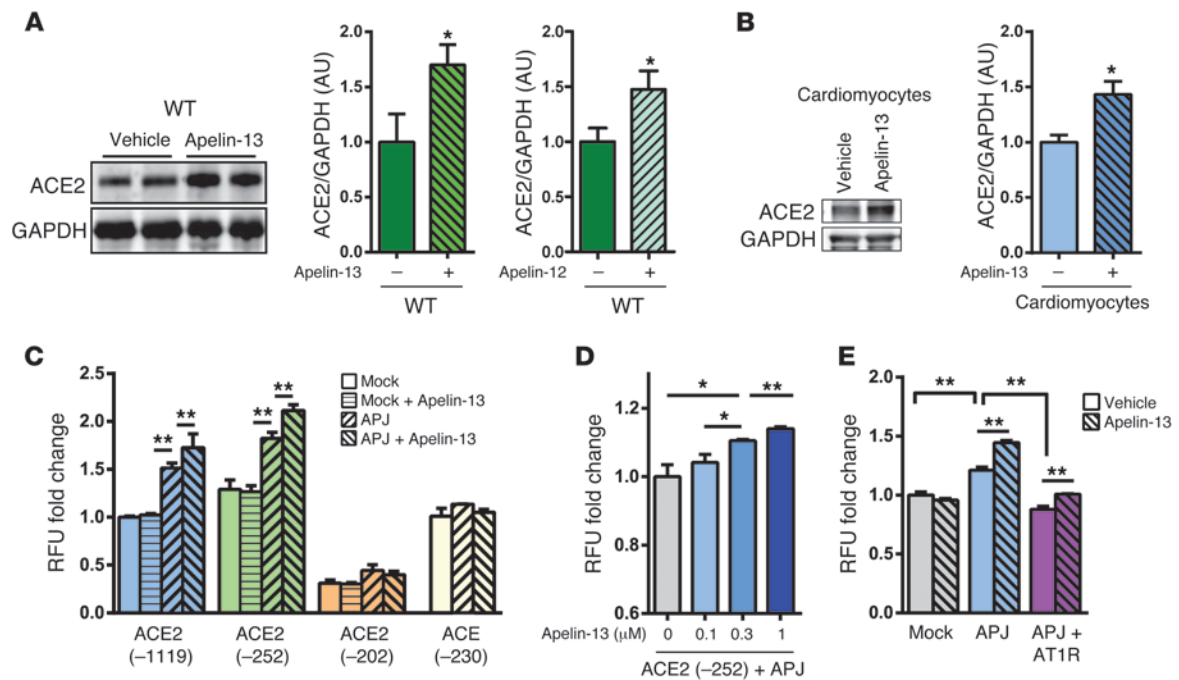 A
WT
Vehicle Apelin-13
ACE2
GAPDH
ACE2/GAPDH (AU)
2.0
1.5
1.0
0.5
0.0
*
Apelin-13 – +
WT
ACE2/GAPDH (AU)
2.0
1.5
1.0
0.5
0.0
*
Apelin-12 – +
WT
B
Cardiomyocytes
Vehicle
Apelin-13
ACE2
GAPDH
ACE2/GAPDH (AU)
2.0
1.5
1.0
0.5
0.0
*
Apelin-13 – +
Cardiomyocytes
C
RFU fold change
2.5
2.0
1.5
1.0
0.5
0.0
** **
** **
Mock
Mock + Apelin-13
APJ
APJ + Apelin-13
ACE2 ACE2 ACE2 ACE
(–1119) (–252) (–202) (–230)
D
RFU fold change
1.2
1.0
0.8
0.6
* **
*
Apelin-13 (μM) 0 0.1 0.3 1
ACE2 (–252) + APJ
E
RFU fold change
2.0
1.5
1.0
0.5
0.0
** **
**
**
Vehicle
Apelin-13
Mock APJ APJ +
AT1R